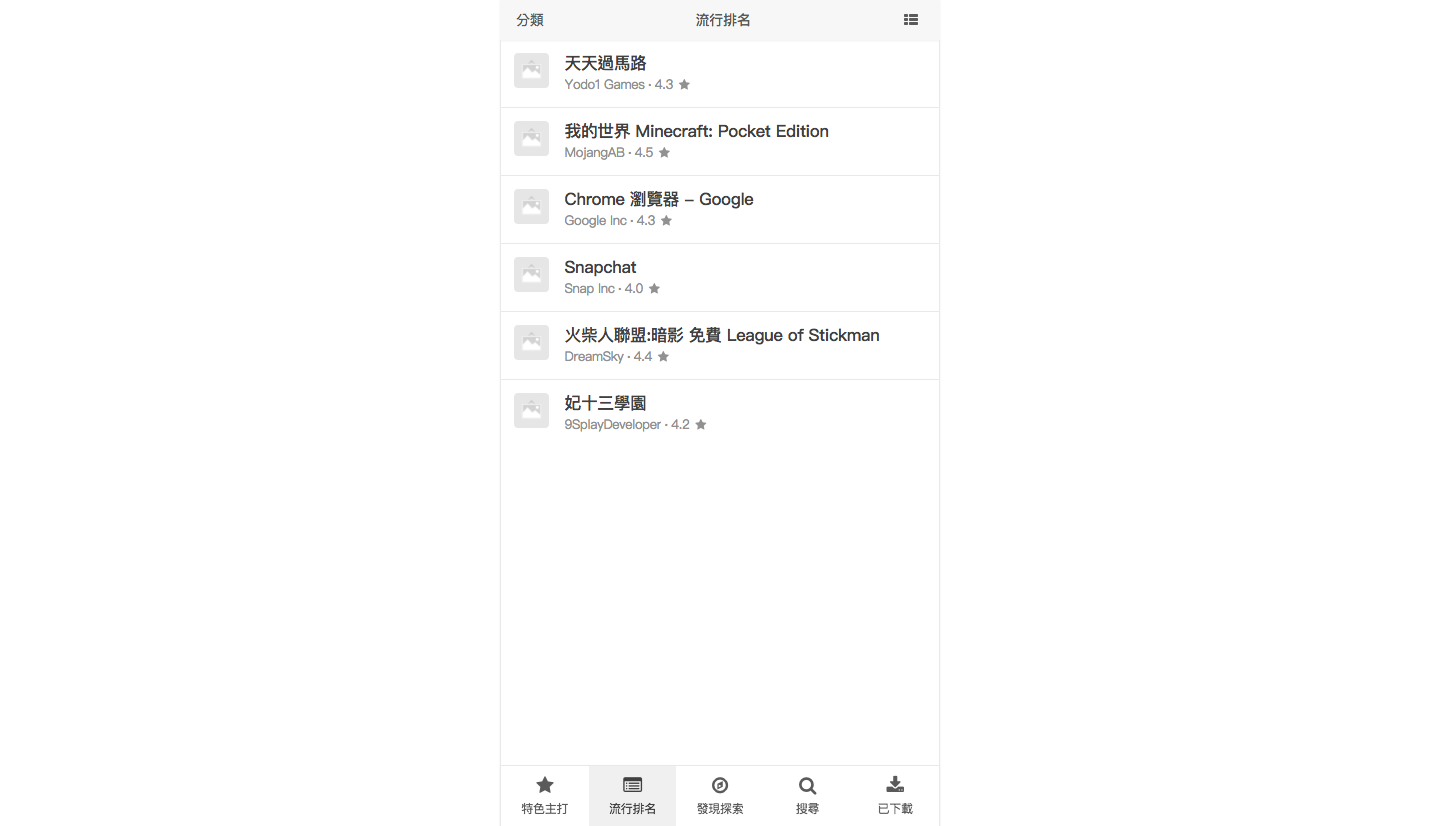 分類
流行排名
天天過馬路
Yodo1 Games · 4.3
我的世界 Minecraft: Pocket Edition
MojangAB · 4.5
Chrome 瀏覽器 – Google
Google Inc · 4.3
Snapchat
Snap Inc · 4.0
火柴人聯盟:暗影 免費 League of Stickman
DreamSky · 4.4
妃十三學園
9SplayDeveloper · 4.2
特色主打
流行排名
發現探索
搜尋
已下載